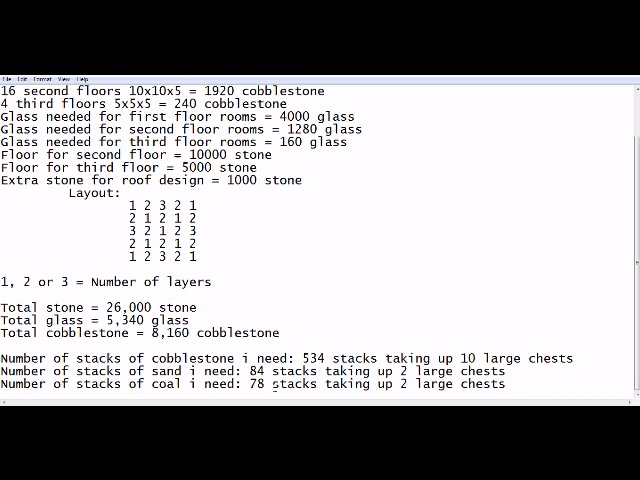 File Edit Format View Help
16 second floors 10x10x5 = 1920 cobblestone
4 third floors 5x5x5 = 240 cobblestone
Glass needed for first floor rooms = 4000 glass
Glass needed for second floor rooms = 1280 glass
Glass needed for third floor rooms = 160 glass
Floor for second floor = 10000 stone
Floor for third floor = 5000 stone
Extra stone for roof design = 1000 stone
Layout:
1 2 3 2 1
2 1 2 1 2
3 2 1 2 3
2 1 2 1 2
1 2 3 2 1
1, 2 or 3 = Number of layers
Total stone = 26,000 stone
Total glass = 5,340 glass
Total cobblestone = 8,160 cobblestone
Number of stacks of cobblestone i need: 534 stacks taking up 10 large chests
Number of stacks of sand i need: 84 stacks taking up 2 large chests
Number of stacks of coal i need: 78 stacks taking up 2 large chests